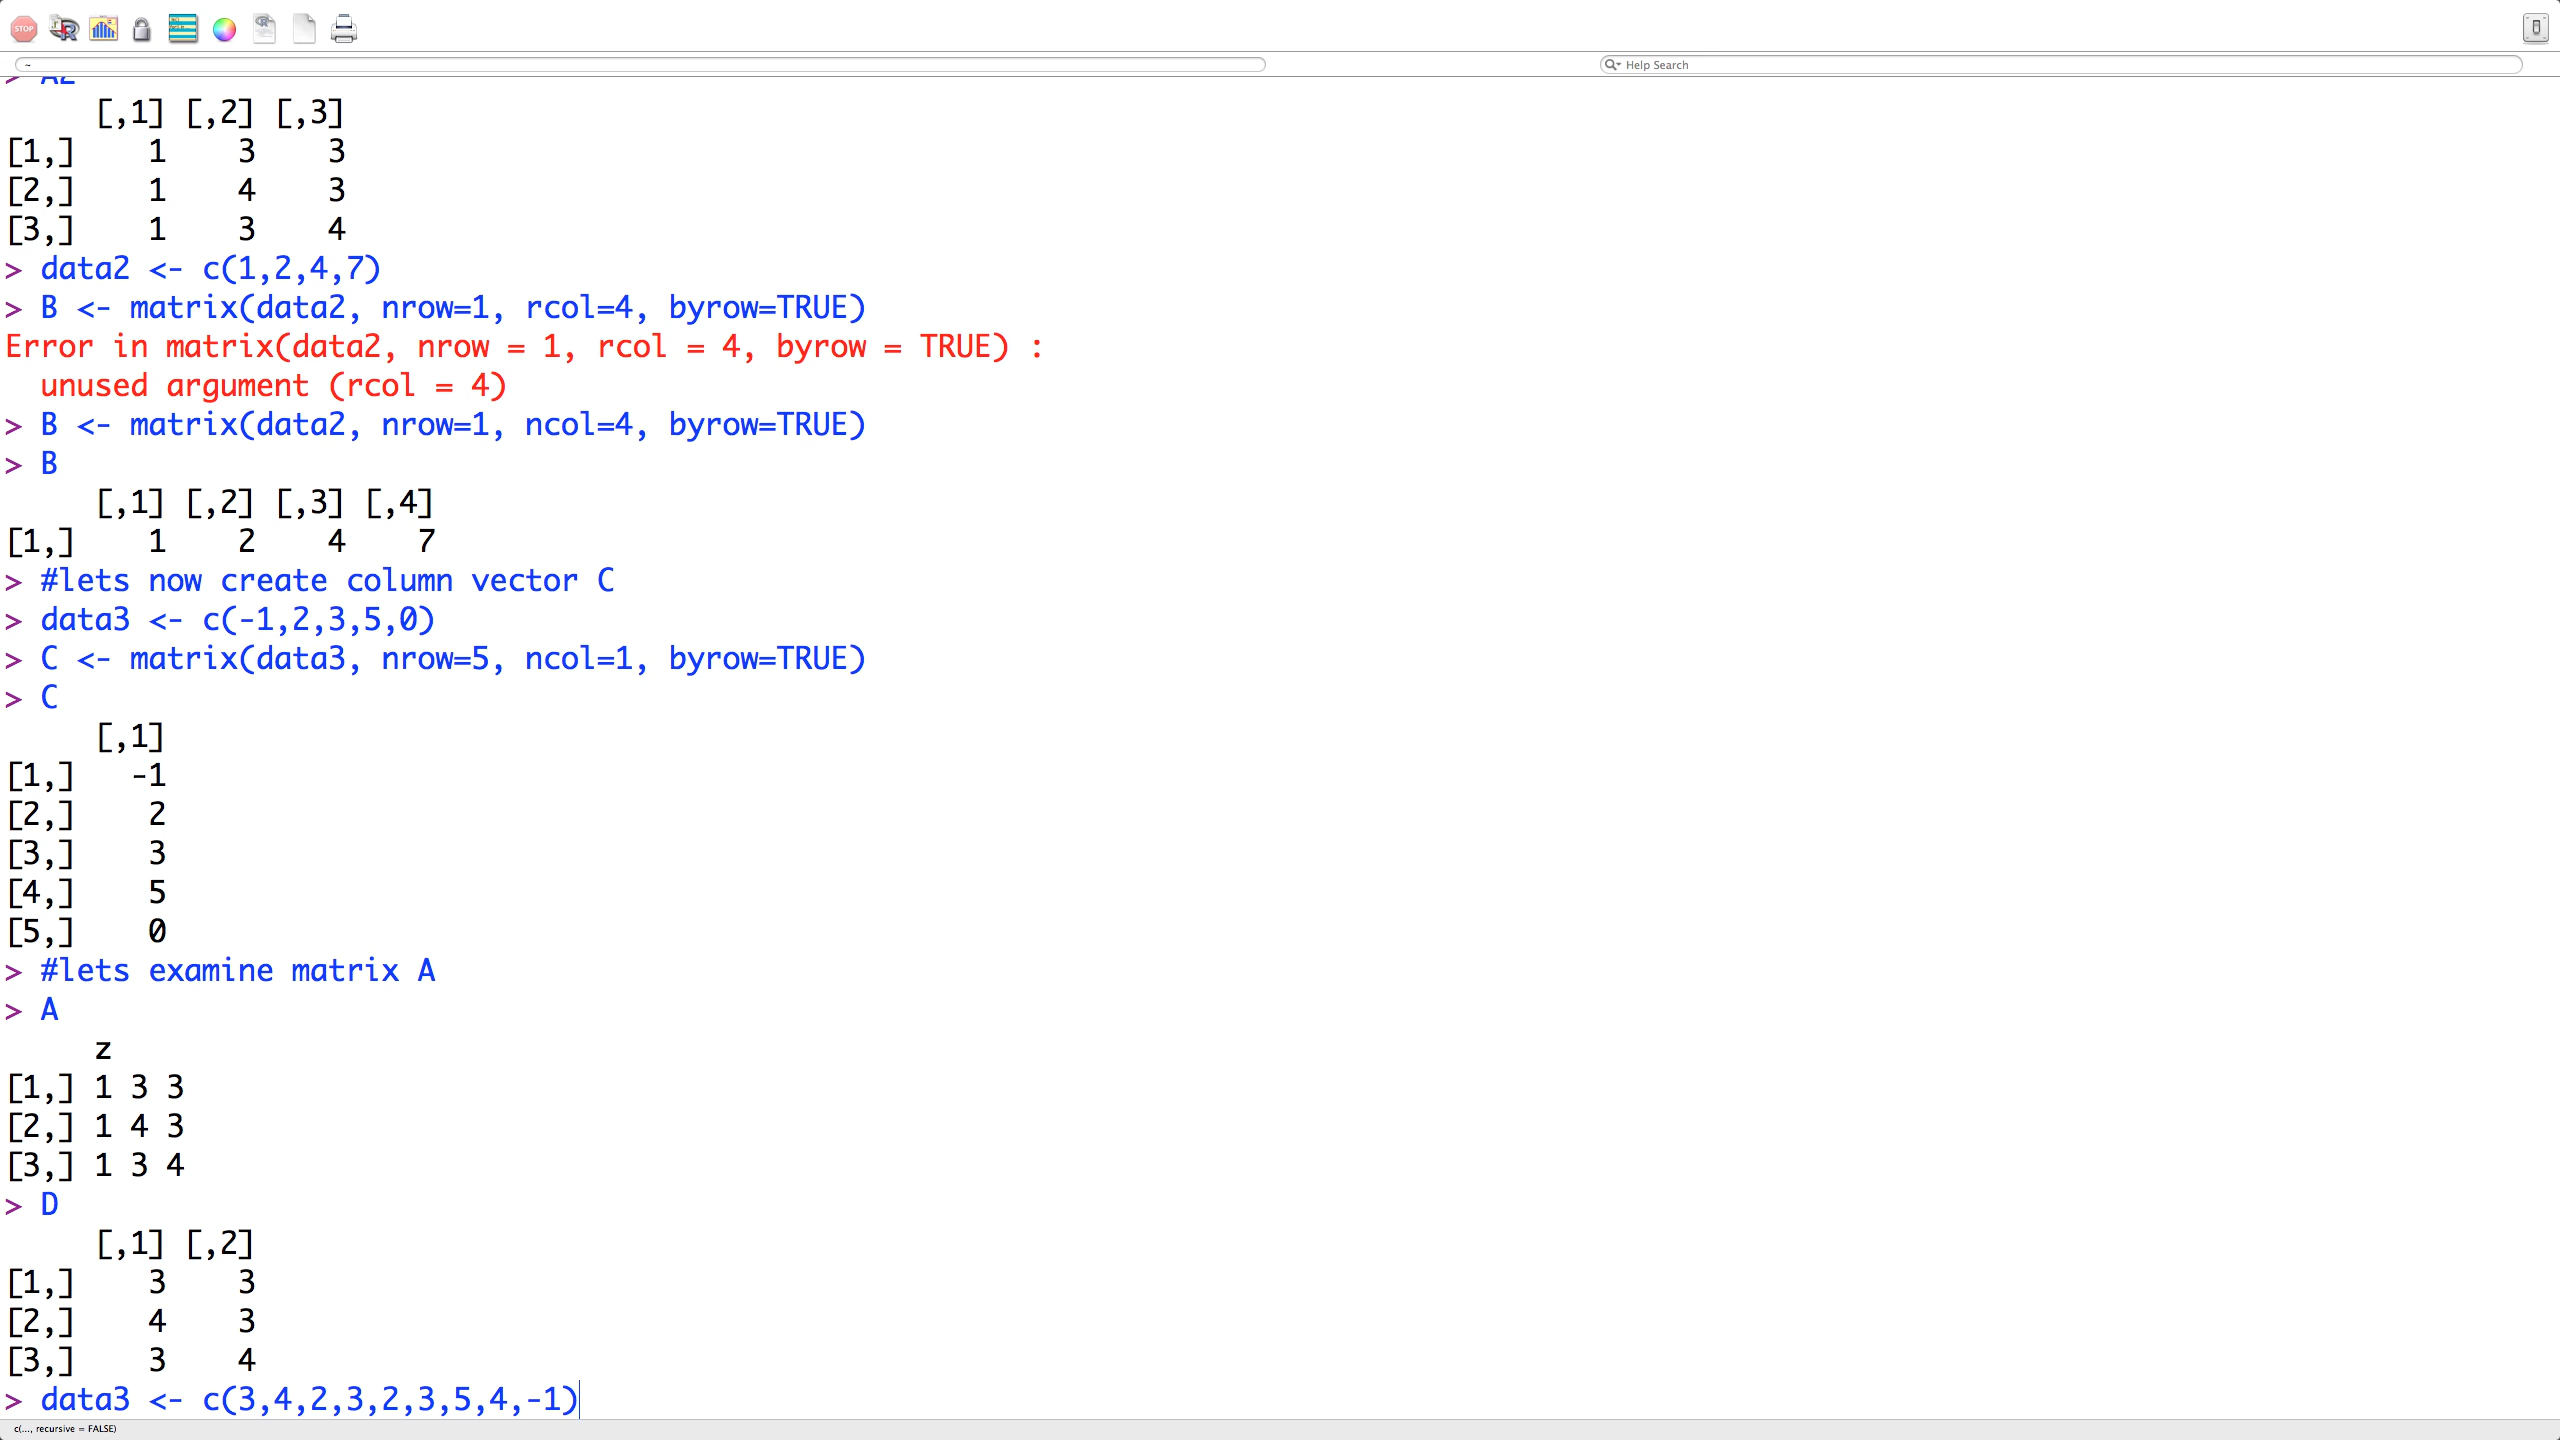 STOP
~
Help Search
> A2
     [,1] [,2] [,3]
[1,]    1    3    3
[2,]    1    4    3
[3,]    1    3    4
> data2 <- c(1,2,4,7)
> B <- matrix(data2, nrow=1, rcol=4, byrow=TRUE)
Error in matrix(data2, nrow = 1, rcol = 4, byrow = TRUE) :
  unused argument (rcol = 4)
> B <- matrix(data2, nrow=1, ncol=4, byrow=TRUE)
> B
     [,1] [,2] [,3] [,4]
[1,]    1    2    4    7
> #lets now create column vector C
> data3 <- c(-1,2,3,5,0)
> C <- matrix(data3, nrow=5, ncol=1, byrow=TRUE)
> C
     [,1]
[1,]   -1
[2,]    2
[3,]    3
[4,]    5
[5,]    0
> #lets examine matrix A
> A
     z
[1,] 1 3 3
[2,] 1 4 3
[3,] 1 3 4
> D
     [,1] [,2]
[1,]    3    3
[2,]    4    3
[3,]    3    4
> data3 <- c(3,4,2,3,2,3,5,4,-1)
c(..., recursive = FALSE)